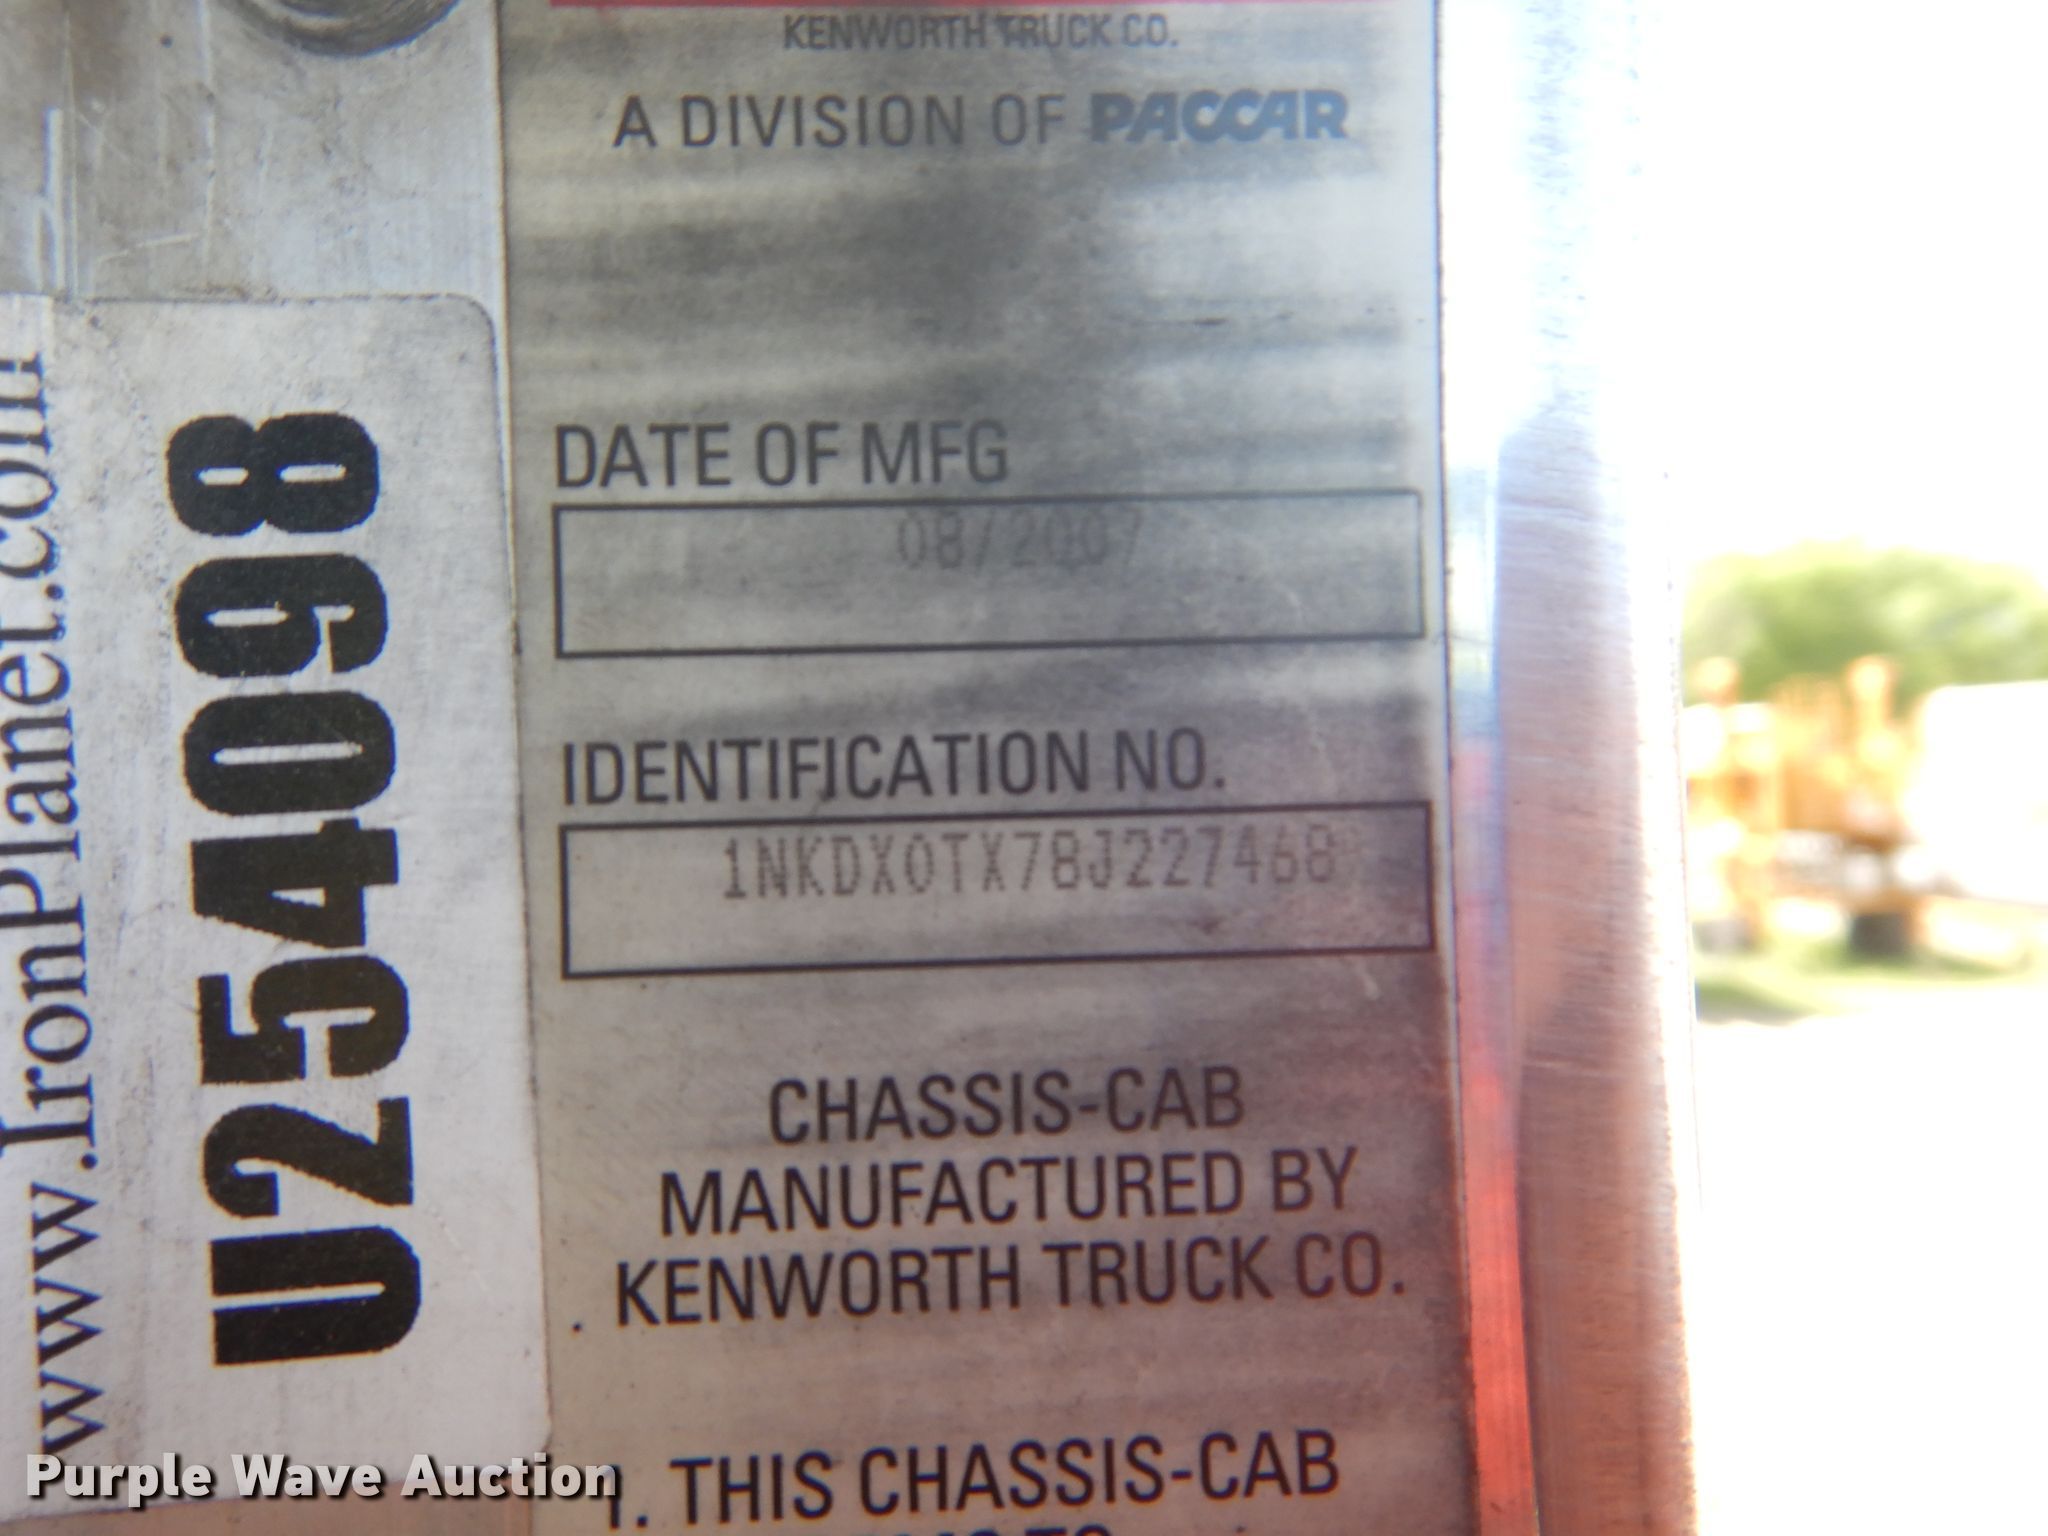 KENWORTH TRUCK CO.
A DIVISION OF PACCAR
DATE OF MFG
08/2007
IDENTIFICATION NO.
1NKDX0TX78J227468
CHASSIS-CAB
MANUFACTURED BY
KENWORTH TRUCK CO.
1. THIS CHASSIS-CAB
www.IronPlanet.com
U254098
Purple Wave Auction